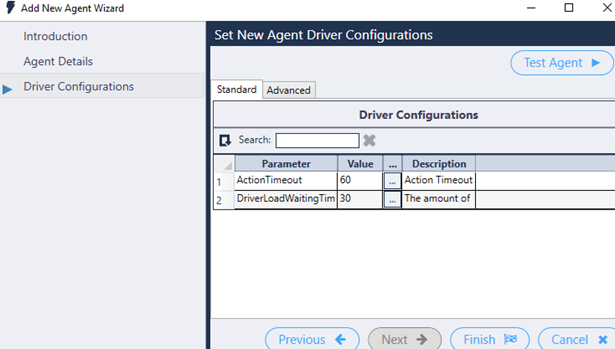 Add New Agent Wizard
Introduction
Agent Details
Driver Configurations
Set New Agent Driver Configurations
Test Agent
Standard Advanced
Driver Configurations
Search:
Parameter Value ... Description
1 ActionTimeout 60 ... Action Timeout
2 DriverLoadWaitingTim 30 ... The amount of
Previous Next Finish Cancel